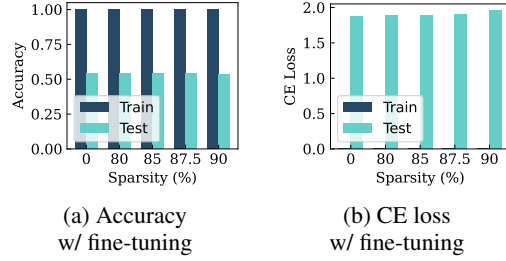 1.00
0.75
0.50
0.25
0.00
Accuracy
Train
Test
0 80 85 87.5 90
Sparsity (%)
(a) Accuracy
w/ fine-tuning
2.0
1.5
1.0
0.5
0.0
CE Loss
Train
Test
0 80 85 87.5 90
Sparsity (%)
(b) CE loss
w/ fine-tuning